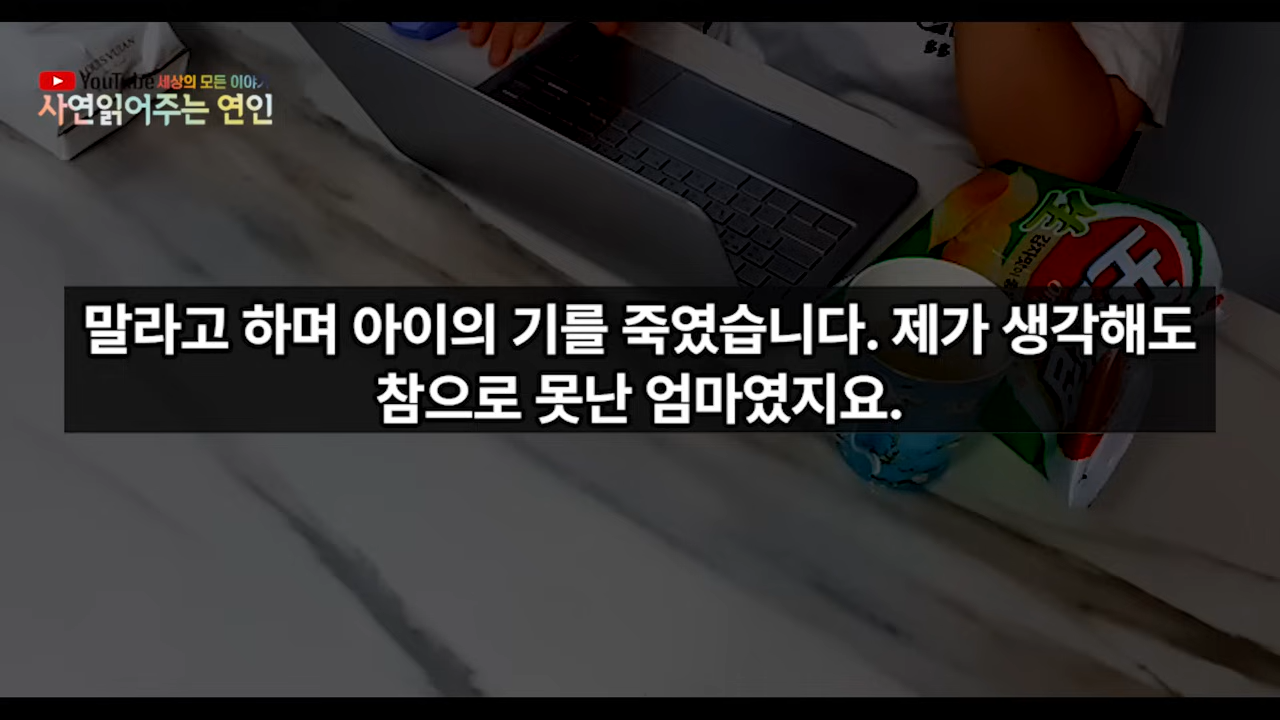 YouTube 세상의 모든 이야
사연읽어주는 연인
말라고 하며 아이의 기를 죽였습니다. 제가 생각해도
참으로 못난 엄마였지요.